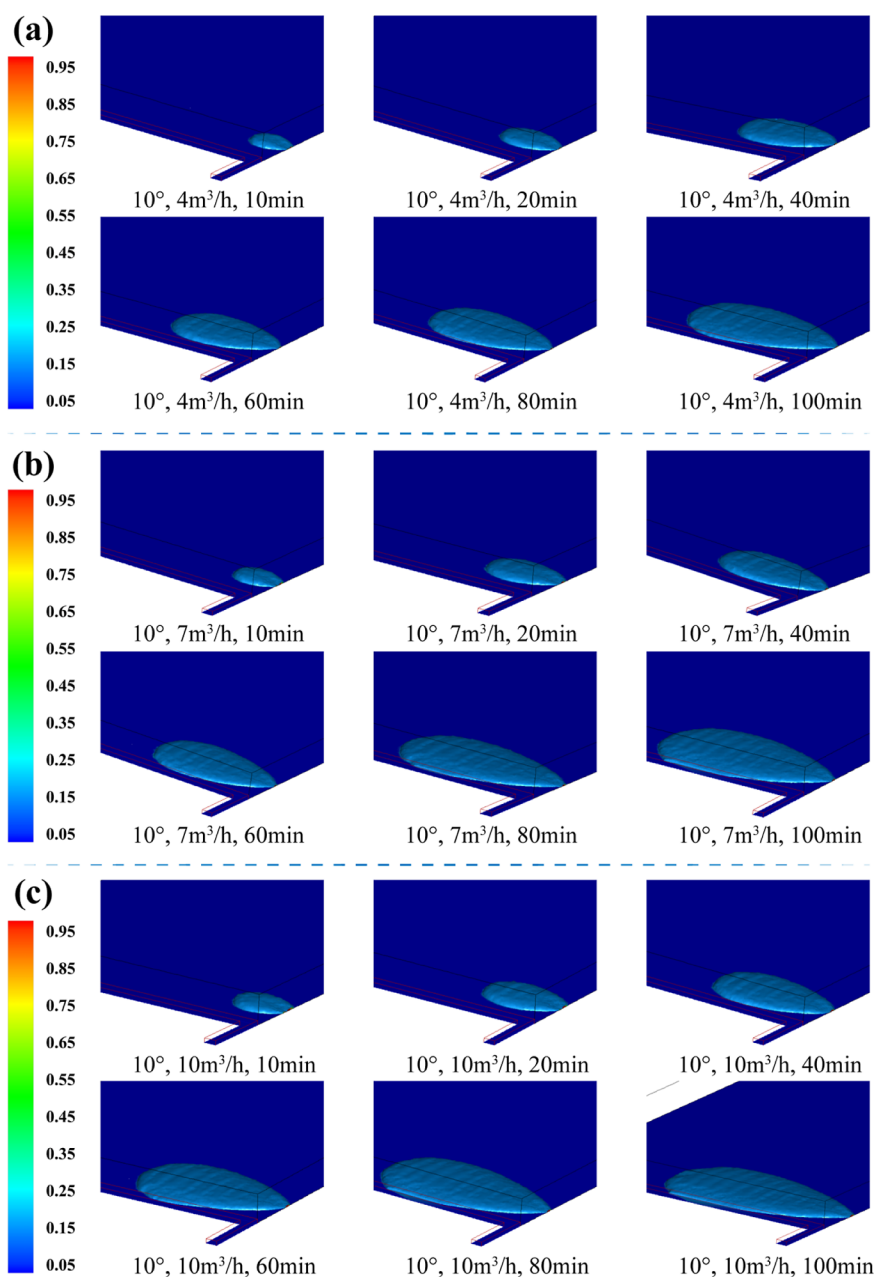 (a)
0.95
0.85
0.75
0.65
0.55
0.45
0.35
0.25
0.15
0.05
10°, 4m³/h, 10min
10°, 4m³/h, 20min
10°, 4m³/h, 40min
10°, 4m³/h, 60min
10°, 4m³/h, 80min
10°, 4m³/h, 100min
(b)
0.95
0.85
0.75
0.65
0.55
0.45
0.35
0.25
0.15
0.05
10°, 7m³/h, 10min
10°, 7m³/h, 20min
10°, 7m³/h, 40min
10°, 7m³/h, 60min
10°, 7m³/h, 80min
10°, 7m³/h, 100min
(c)
0.95
0.85
0.75
0.65
0.55
0.45
0.35
0.25
0.15
0.05
10°, 10m³/h, 10min
10°, 10m³/h, 20min
10°, 10m³/h, 40min
10°, 10m³/h, 60min
10°, 10m³/h, 80min
10°, 10m³/h, 100min